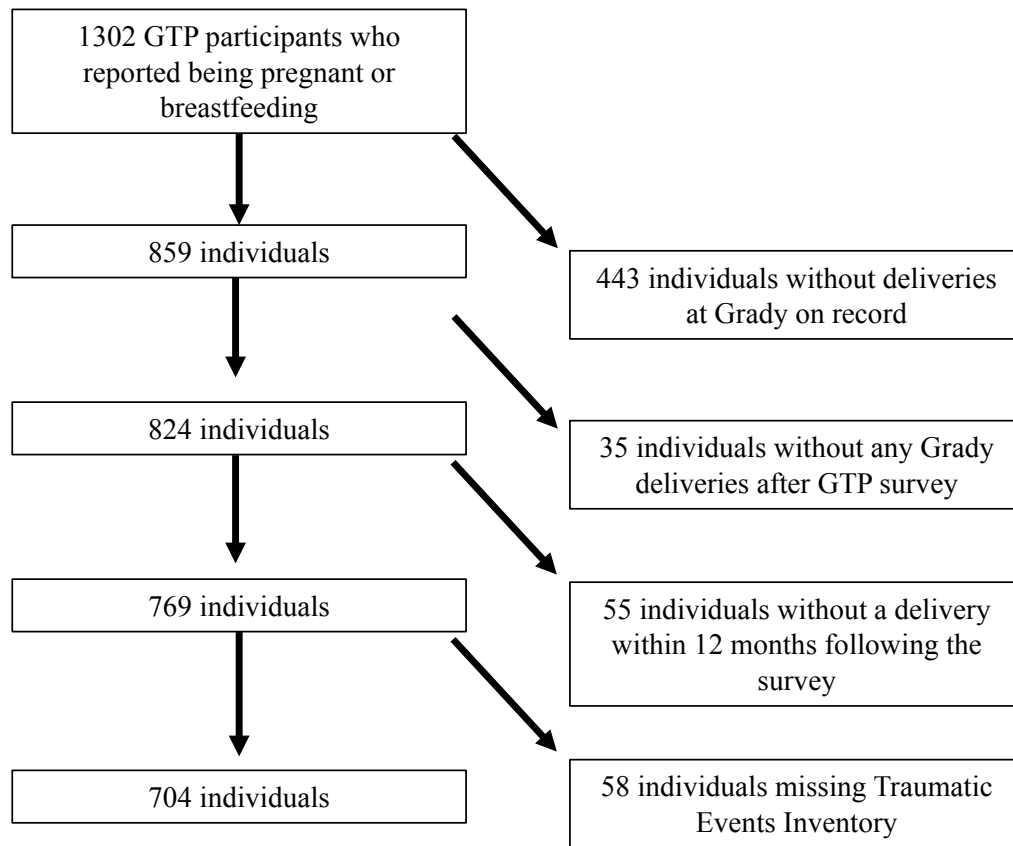 1302 GTP participants who
reported being pregnant or
breastfeeding
859 individuals
443 individuals without deliveries
at Grady on record
824 individuals
35 individuals without any Grady
deliveries after GTP survey
769 individuals
55 individuals without a delivery
within 12 months following the
survey
704 individuals
58 individuals missing Traumatic
Events Inventory